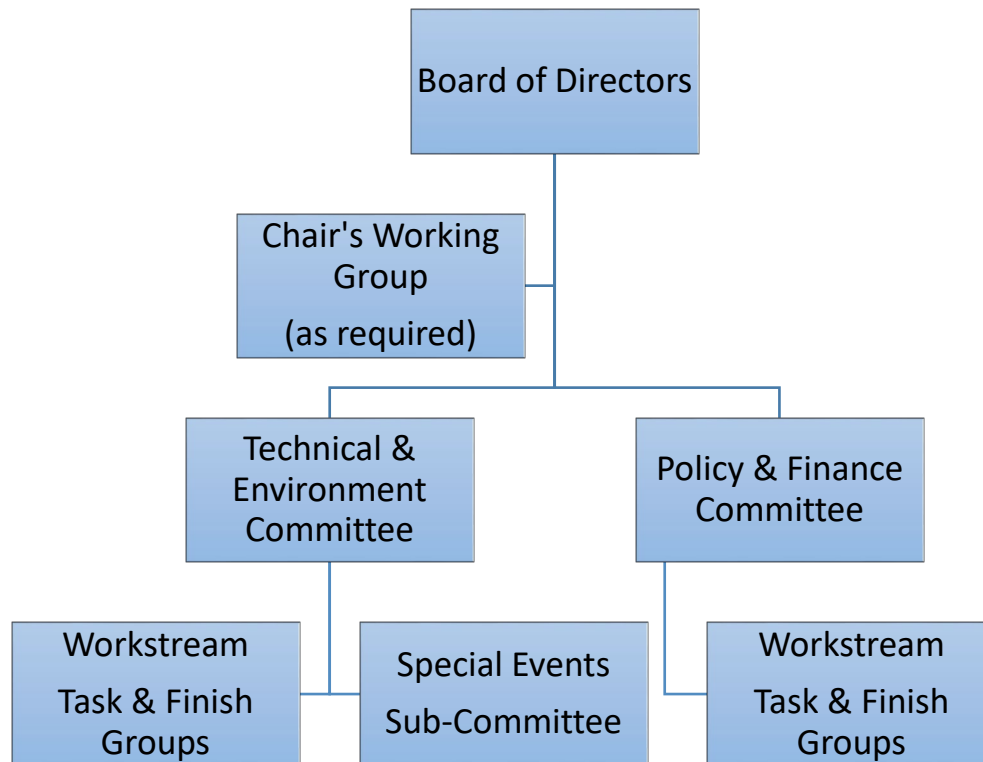 Board of Directors
Chair's Working
Group
(as required)
Technical &
Environment
Committee
Policy & Finance
Committee
Workstream
Task & Finish
Groups
Special Events
Sub-Committee
Workstream
Task & Finish
Groups